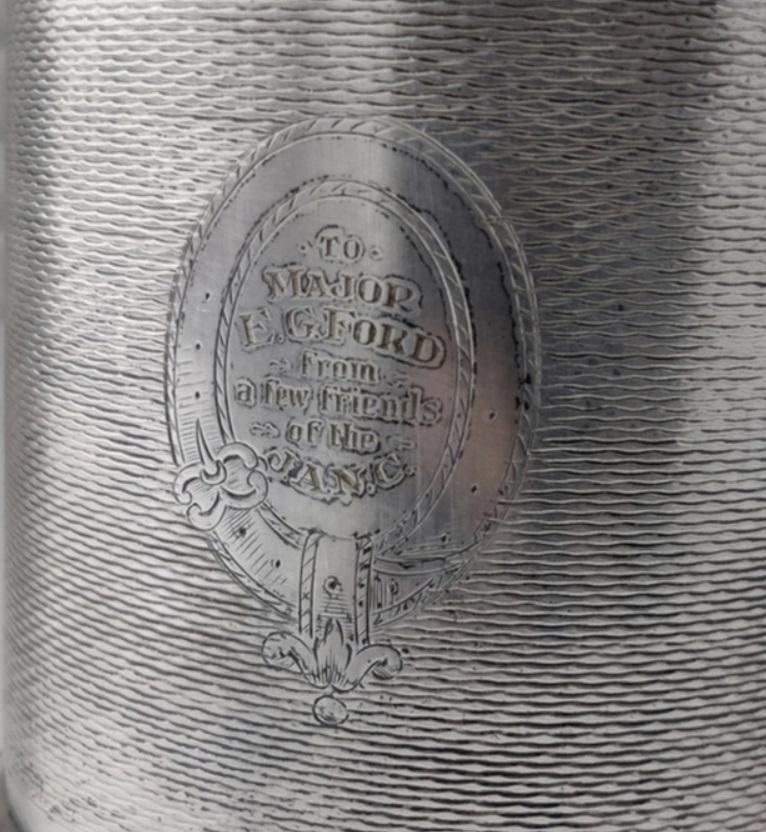 TO
MAJOR
E.G. FORD
from
a few friends
of the
J.A.N.C.